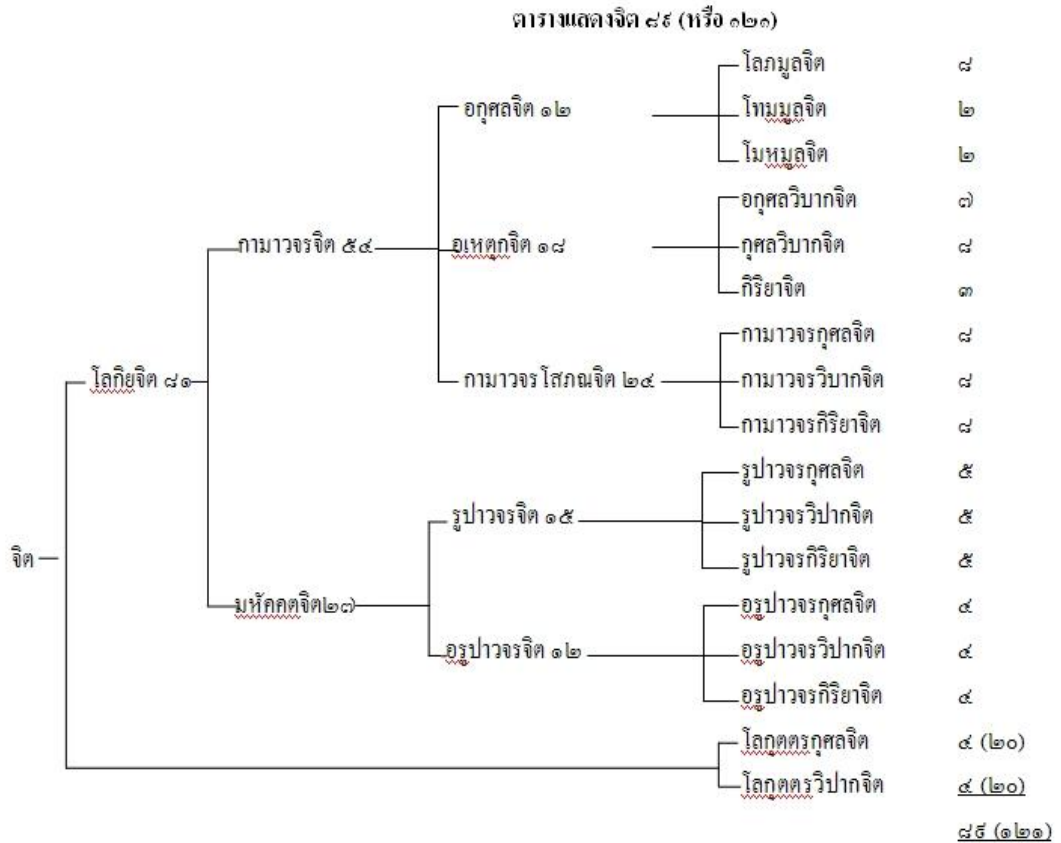 ตารางแสดงจิต ๘๙ (หรือ ๑๒๑)
โลภมูลจิต ๘
อกุศลจิต ๑๒ โทมมูลจิต ๒
โมหมูลจิต ๒
อกุศลวิบากจิต ๗
กามาวจรจิต ๕๔ อเหตุกจิต ๑๘ กุศลวิบากจิต ๘
กิริยาจิต ๓
กามาวจรกุศลจิต ๘
โลกิยจิต ๘๑ กามาวจรโสภณจิต ๒๔ กามาวจรวิบากจิต ๘
กามาวจรกิริยาจิต ๘
รูปาวจรกุศลจิต ๕
รูปาวจรจิต ๑๕ รูปาวจรวิปากจิต ๕
จิต รูปาวจรกิริยาจิต ๕
มหัคคตจิต๒๗ อรูปาวจรกุศลจิต ๔
อรูปาวจรจิต ๑๒ อรูปาวจรวิปากจิต ๔
อรูปาวจรกิริยาจิต ๔
โลกุตตรกุศลจิต ๔ (๒๐)
โลกุตตรวิปากจิต ๔ (๒๐)
๘๙ (๑๒๑)